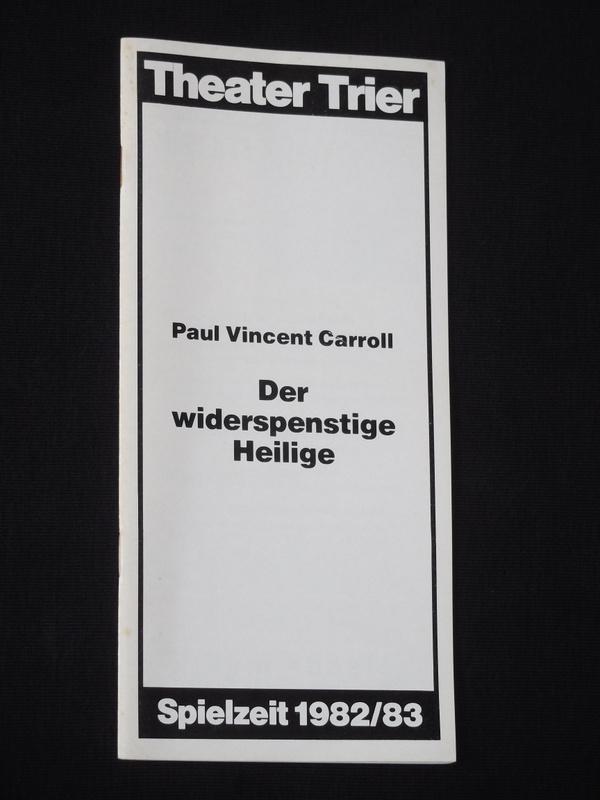 Theater Trier
Paul Vincent Carroll
Der
widerspenstige
Heilige
Spielzeit 1982/83